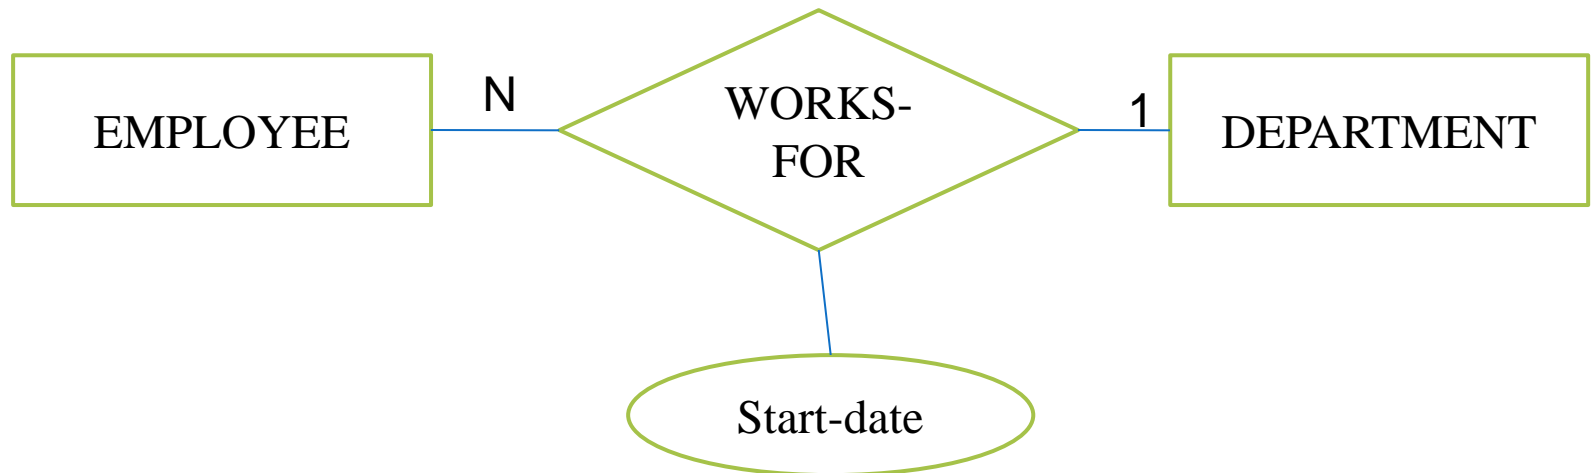 EMPLOYEE
N
WORKS-
FOR
1
DEPARTMENT
Start-date